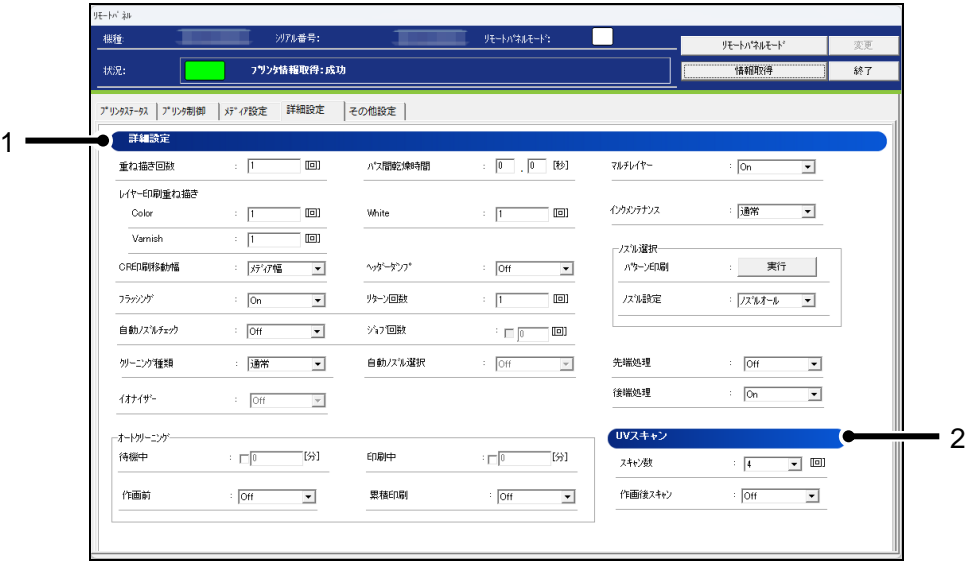 ﾘﾓｰﾄﾊﾟﾈﾙ
機種: ｼﾘｱﾙ番号: ﾘﾓｰﾄﾊﾟﾈﾙﾓｰﾄﾞ: ﾘﾓｰﾄﾊﾟﾈﾙﾓｰﾄﾞ 変更
状況: ﾌﾟﾘﾝﾀ情報取得:成功 情報取得 終了
ﾌﾟﾘﾝﾀｽﾃｰﾀｽ ﾌﾟﾘﾝﾀ制御 ﾒﾃﾞｨｱ設定 詳細設定 その他設定
1 詳細設定
重ね描き回数 : 1 [回] ﾊﾟｽ間乾燥時間 : 0 . 0 [秒] ﾏﾙﾁﾚｲﾔｰ : On
ﾚｲﾔｰ印刷重ね描き
Color : 1 [回] White : 1 [回] ｲﾝｸﾒﾝﾃﾅﾝｽ : 通常
Varnish : 1 [回]
ﾉｽﾞﾙ選択
CR印刷移動幅 : ﾒﾃﾞｨｱ幅 ﾍｯﾀﾞｰﾀﾞﾝﾌﾟ : Off ﾊﾟﾀｰﾝ印刷 : 実行
ﾌﾗｯｼﾝｸﾞ : On ﾘﾀｰﾝ回数 : 1 [回] ﾉｽﾞﾙ設定 : ﾉｽﾞﾙｵｰﾙ
自動ﾉｽﾞﾙﾁｪｯｸ : Off ｼﾞｮﾌﾞ回数 : 0 [回]
ｸﾘｰﾆﾝｸﾞ種類 : 通常 自動ﾉｽﾞﾙ選択 : Off 先端処理 : Off
ｲｵﾅｲｻﾞｰ : Off 後端処理 : On
ｵｰﾄｸﾘｰﾆﾝｸﾞ UVスキャン 2
待機中 : 0 [分] 印刷中 : 0 [分] ｽｷｬﾝ数 : 4 [回]
作画前 : Off 累積印刷 : Off 作画後ｽｷｬﾝ : Off